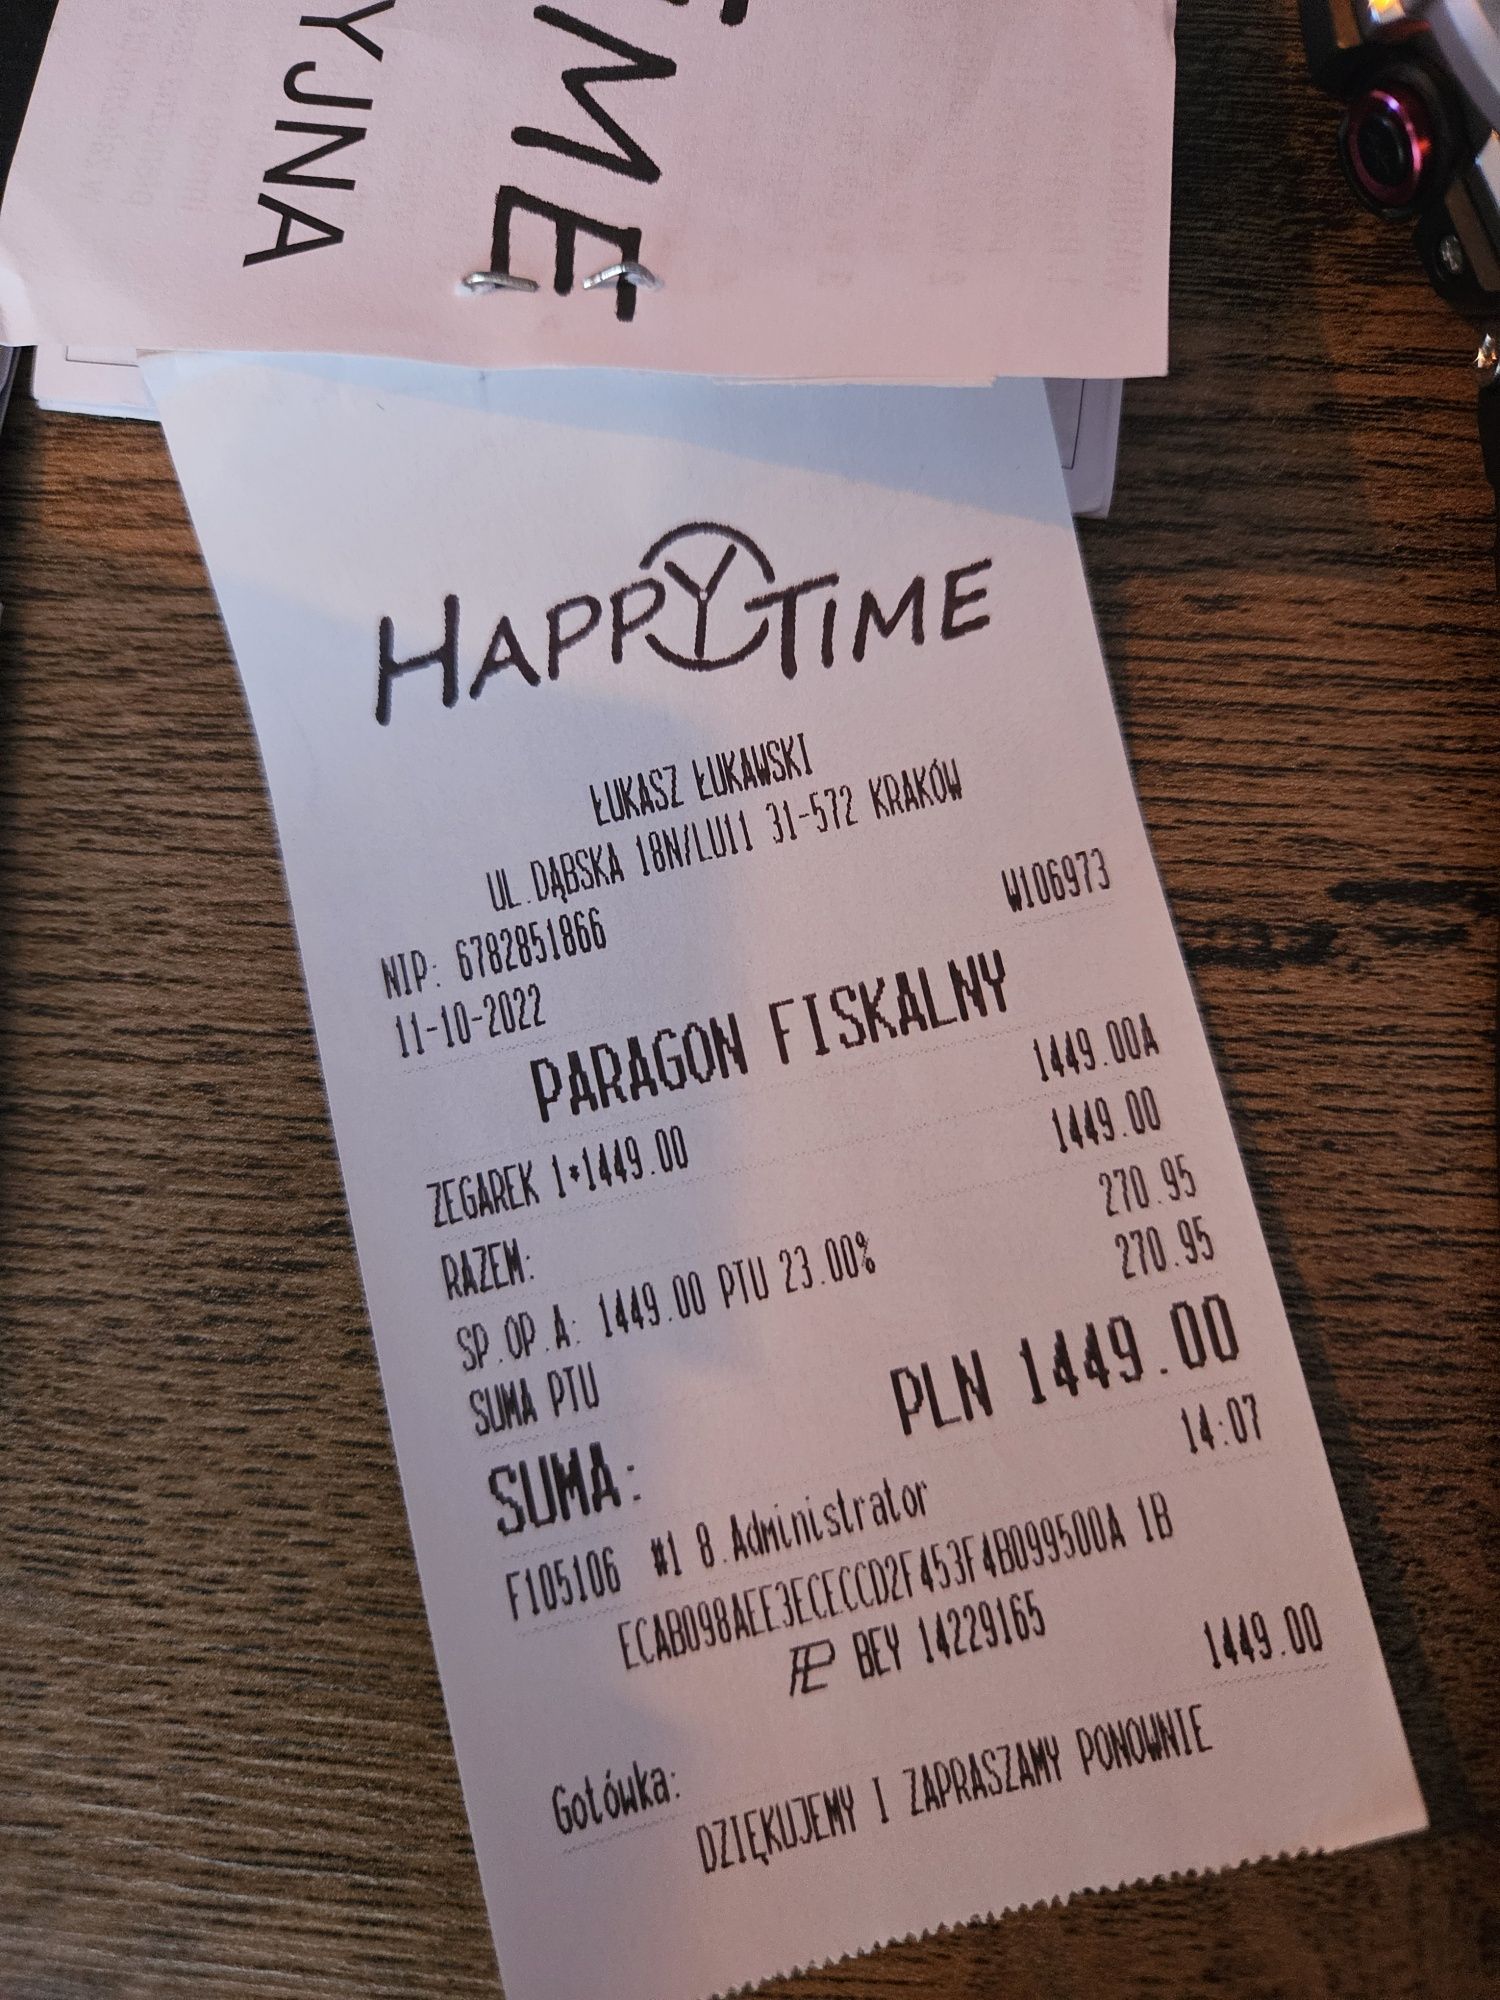 YJNA
ME
HAPPYTIME
ŁUKASZ ŁUKAWSKI
UL.DĄBSKA 18N/LU11 31-572 KRAKÓW
NIP: 6782851866
11-10-2022 W106973
PARAGON FISKALNY
ZEGAREK 1*1449.00 1449.00A
RAZEM: 1449.00
SP.OP.A: 1449.00 PTU 23.00% 270.95
SUMA PTU 270.95
SUMA: PLN 1449.00
F105106 #1 8.Administrator 14:07
ECAB098AEE3ECECCD2F453F4B099500A 1B
BEY 14229165
Gotówka: 1449.00
DZIĘKUJEMY I ZAPRASZAMY PONOWNIE